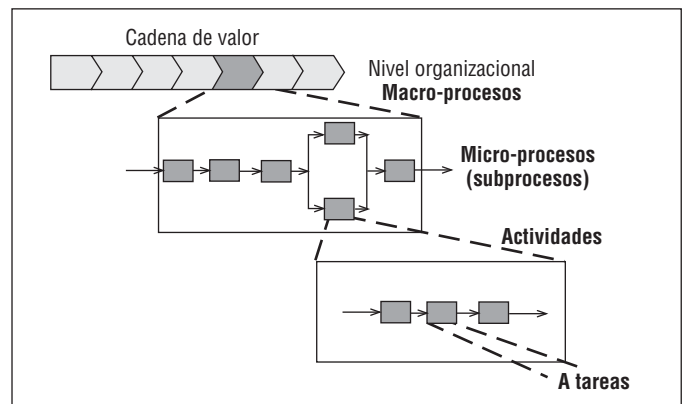 Cadena de valor
Nivel organizacional
Macro-procesos
Micro-procesos
(subprocesos)
Actividades
A tareas